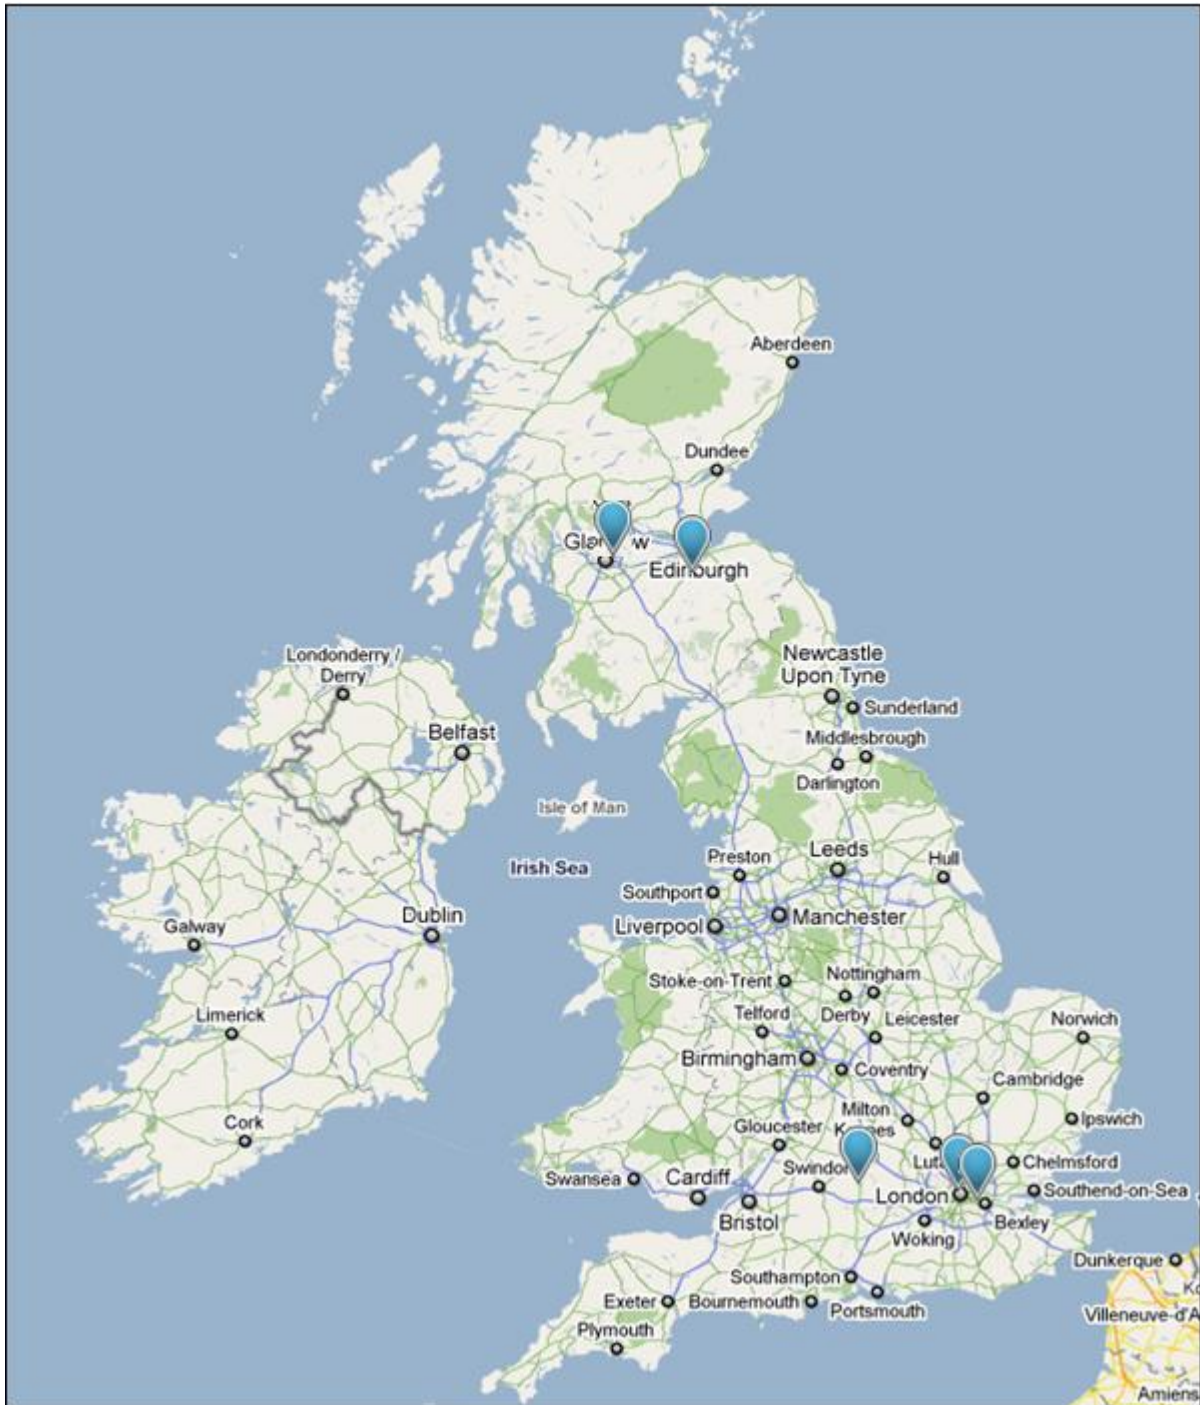 Aberdeen
Dundee
Edinburgh
Londonderry /
Derry
Newcastle
Upon Tyne
Sunderland
Belfast
Middlesbrough
Darlington
Isle of Man
Irish Sea
Preston
Leeds
Hull
Southport
Liverpool
Manchester
Dublin
Galway
Stoke-on-Trent
Nottingham
Limerick
Telford
Derby
Leicester
Norwich
Birmingham
Coventry
Cambridge
Cork
Milton
Ipswich
Gloucester
Swindon
Chelmsford
Swansea
Cardiff
London
Southend-on-Sea
Bristol
Bexley
Woking
Dunkerque
Southampton
Exeter
Bournemouth
Portsmouth
Villeneuve-d'A
Plymouth
Amiens